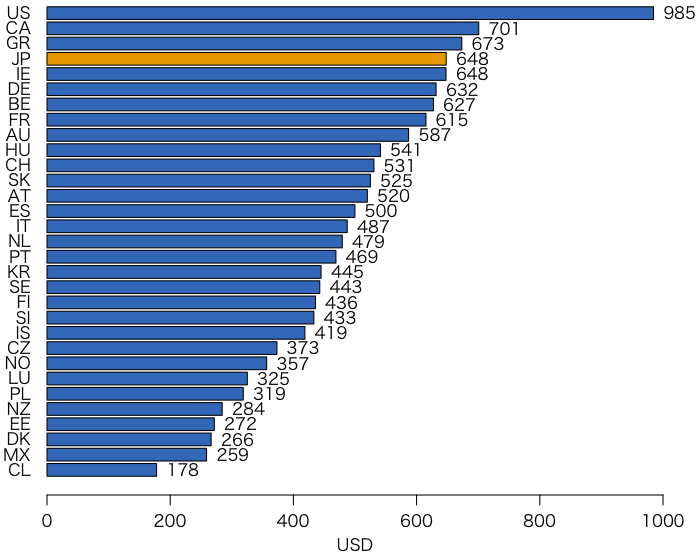 US 985
CA 701
GR 673
JP 648
IE 648
DE 632
BE 627
FR 615
AU 587
HU 541
CH 531
SK 525
AT 520
ES 500
IT 487
NL 479
PT 469
KR 445
SE 443
FI 436
SI 433
IS 419
CZ 373
NO 357
LU 325
PL 319
NZ 284
EE 272
DK 266
MX 259
CL 178
0 200 400 600 800 1000
USD